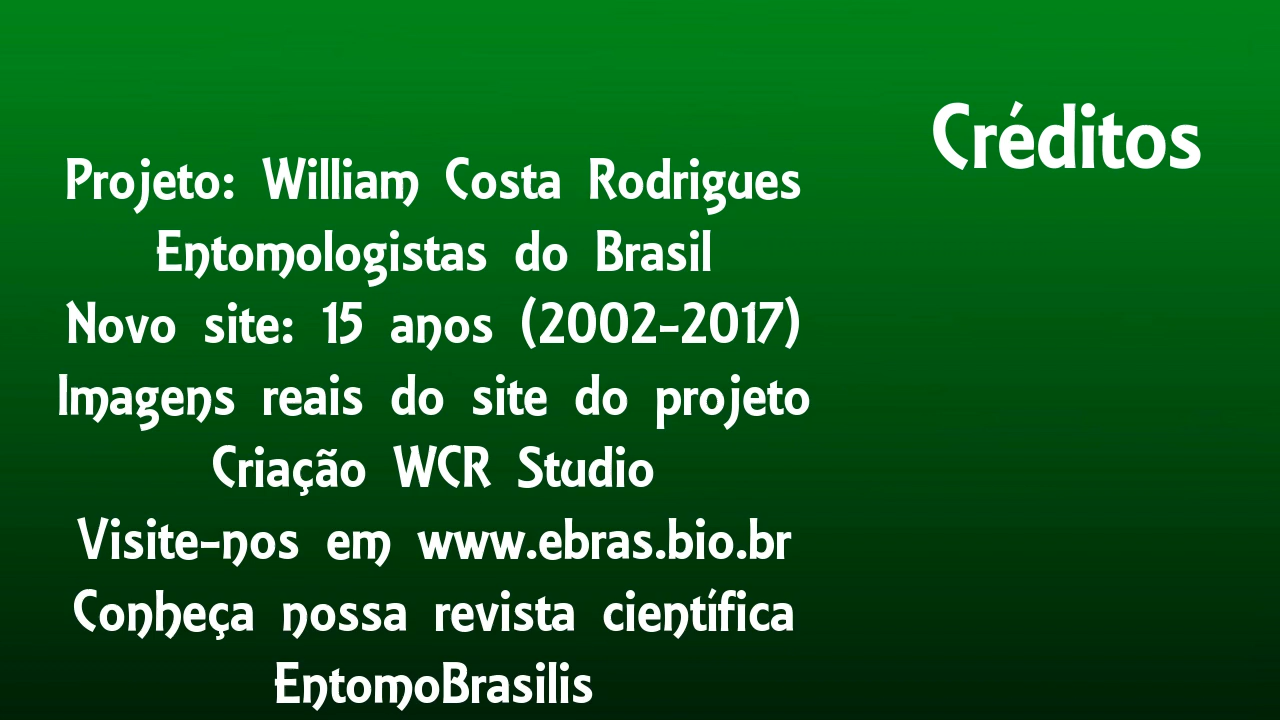 Créditos
Projeto: William Costa Rodrigues
Entomologistas do Brasil
Novo site: 15 anos (2002-2017)
Imagens reais do site do projeto
Criação WCR Studio
Visite-nos em www.ebras.bio.br
Conheça nossa revista científica
EntomoBrasilis